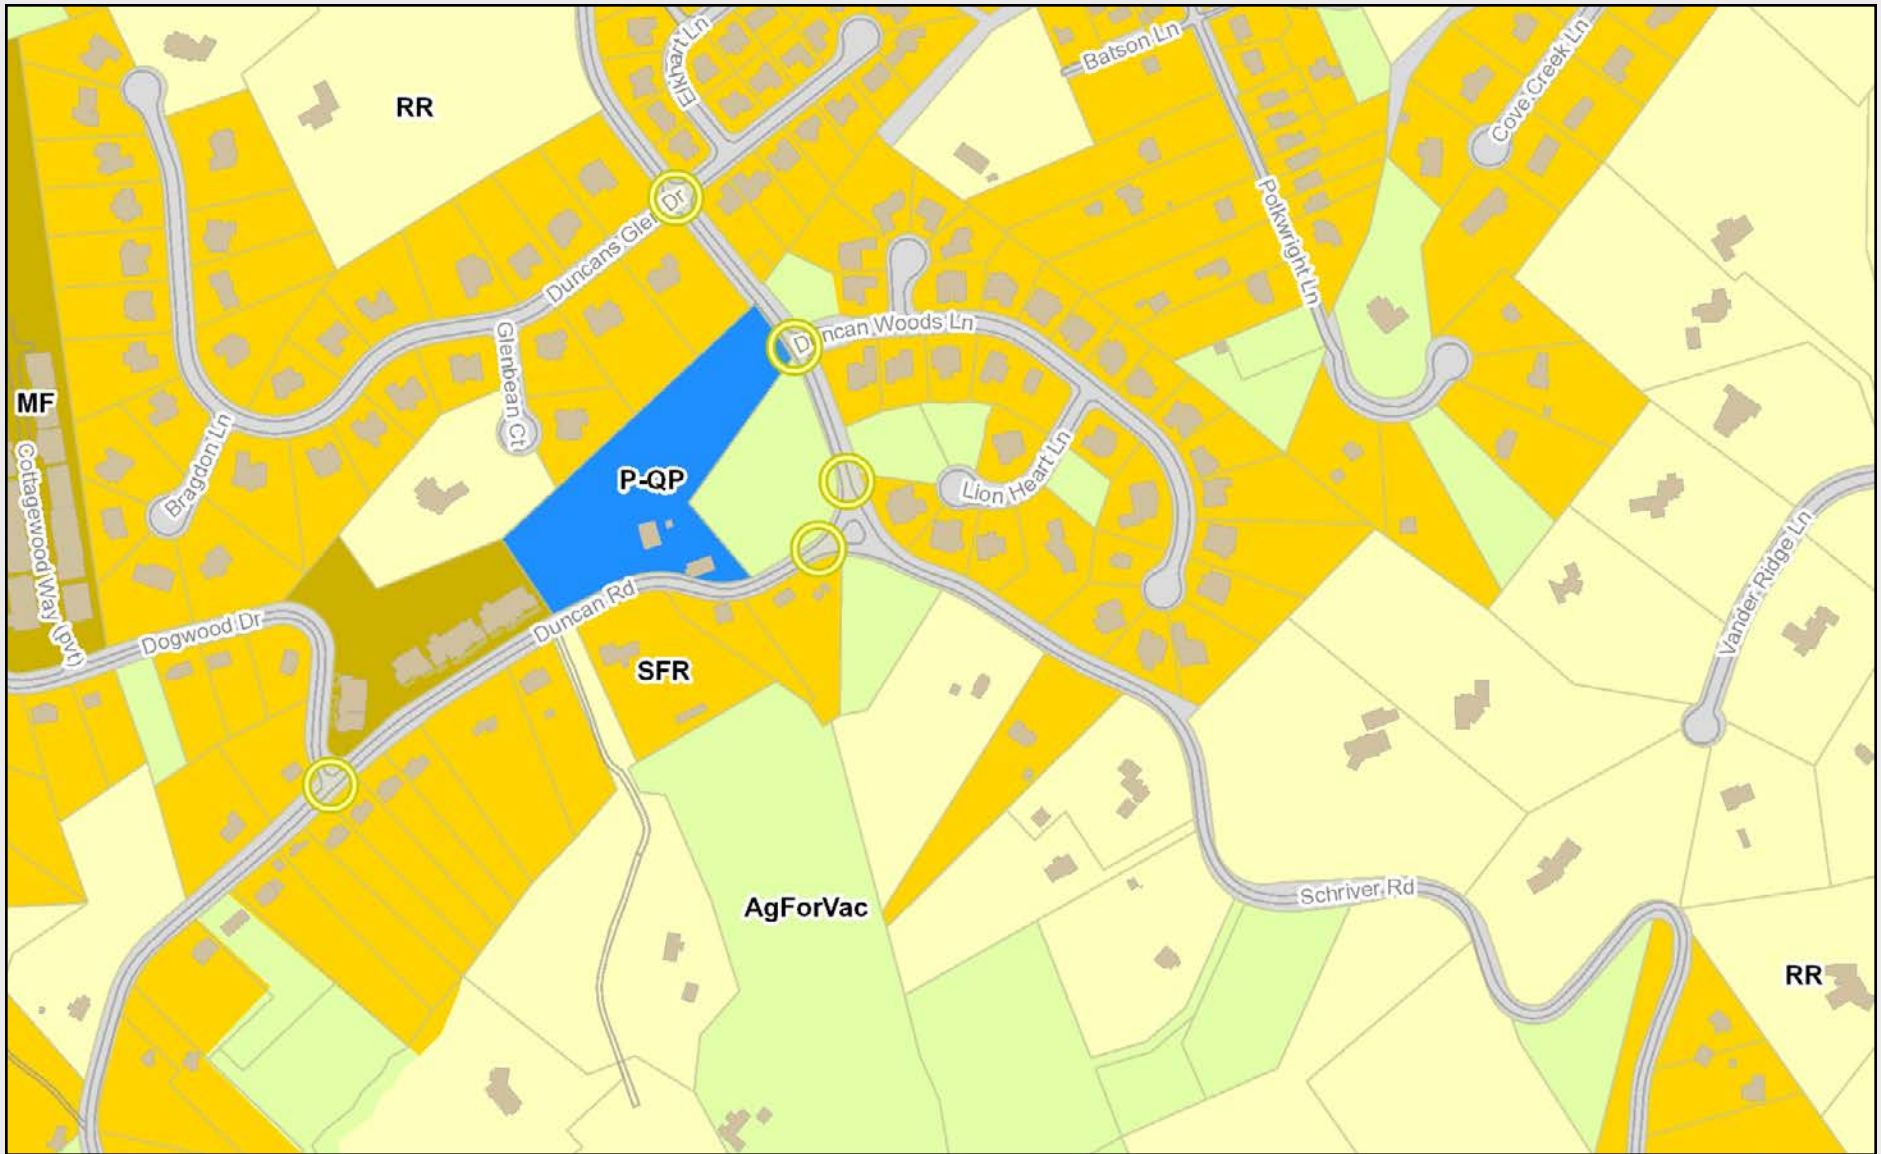 Elkhart Ln
Batson Ln
Cove Creek Ln
RR
Duncans Glen Dr
Polkwright Ln
Duncan Woods Ln
Glenbean Ct
MF
Bragdon Ln
P-QP
Lion Heart Ln
Cottagewood Way (pvt)
Vander Ridge Ln
Dogwood Dr
Duncan Rd
SFR
Schriver Rd
AgForVac
RR